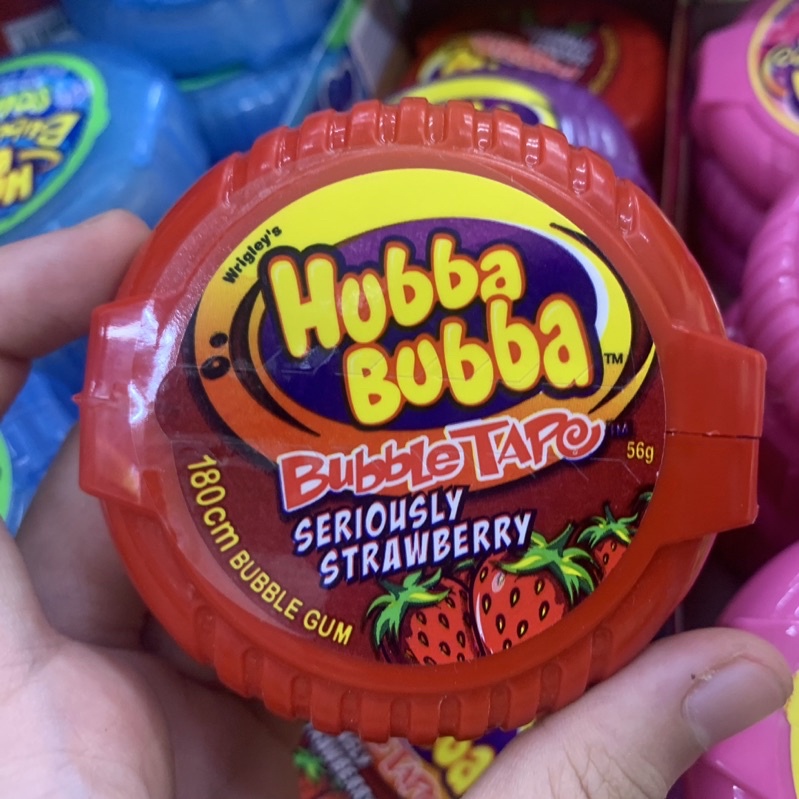 Wrigley's
Hubba
Bubba
TM
Bubble TAPe
TM
56g
SERIOUSLY
STRAWBERRY
180cm BUBBLE GUM